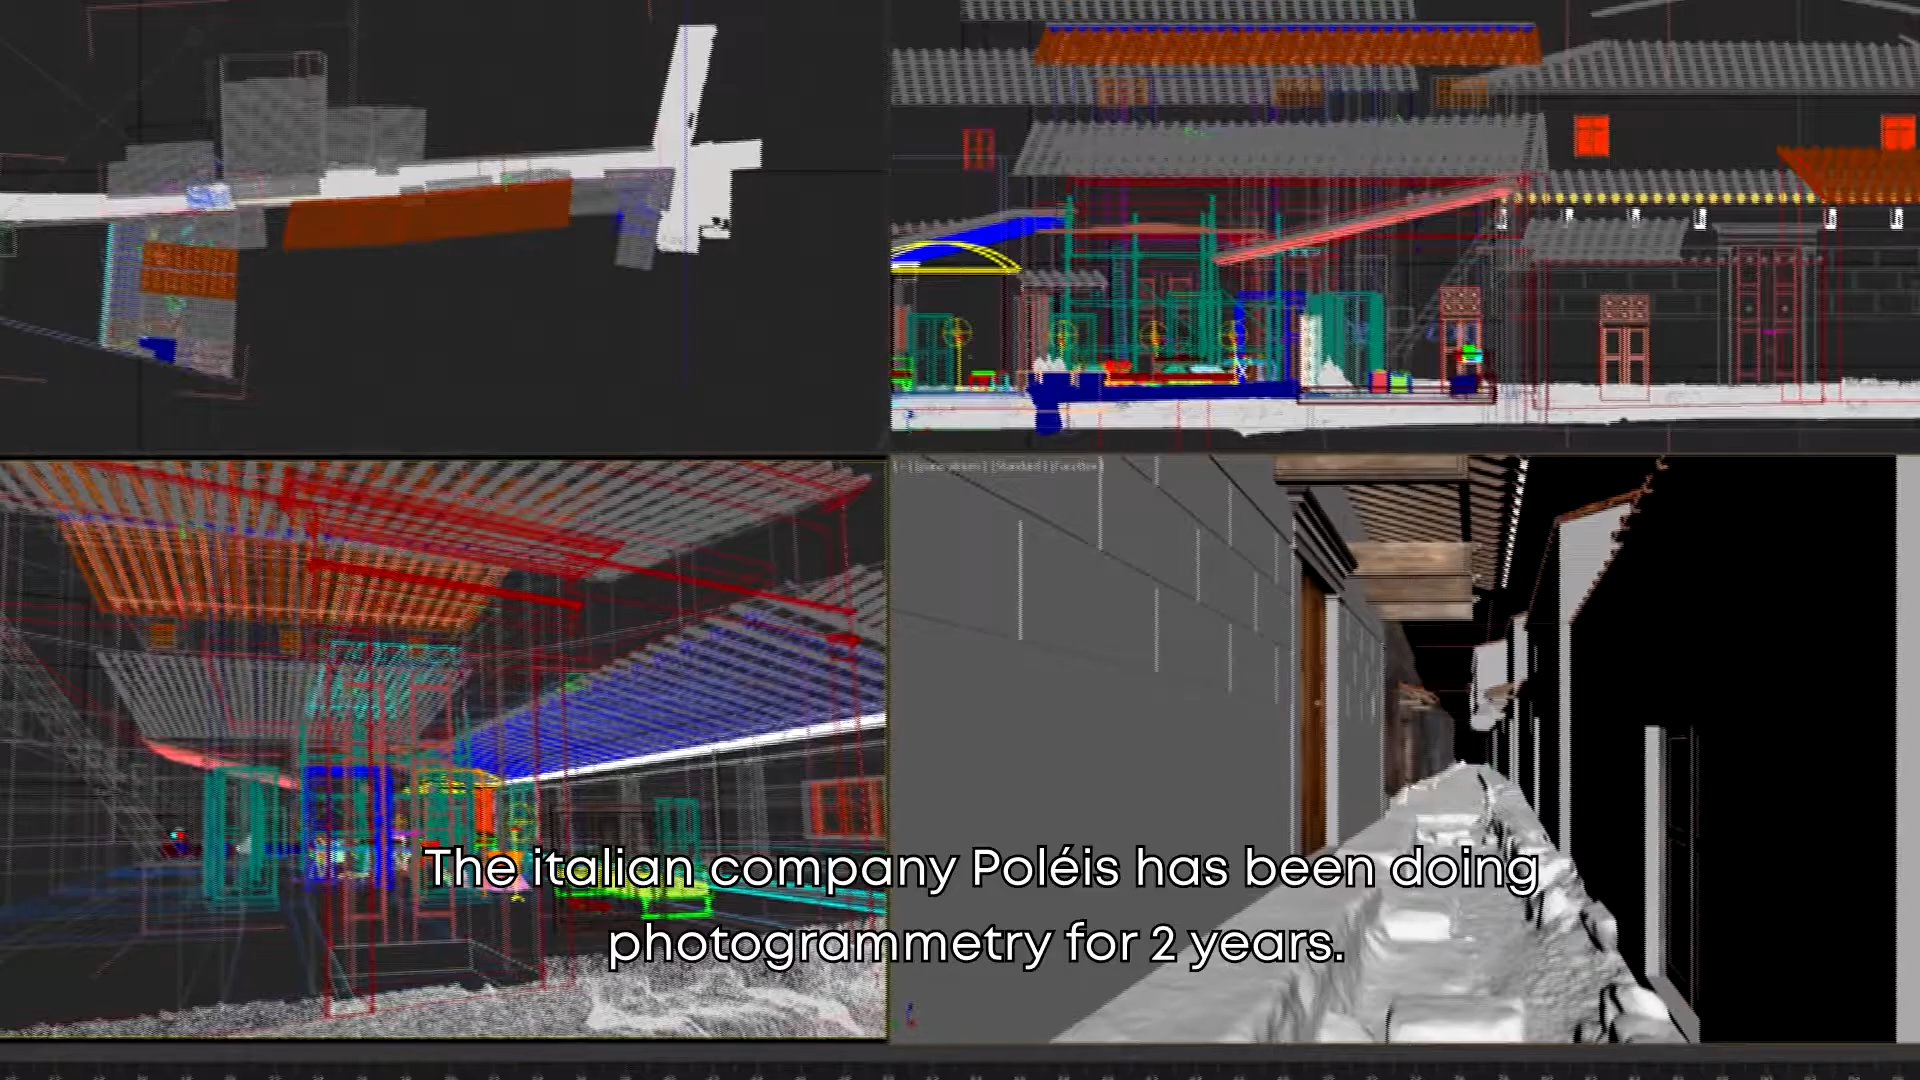 The italian company Poléis has been doing
photogrammetry for 2 years.